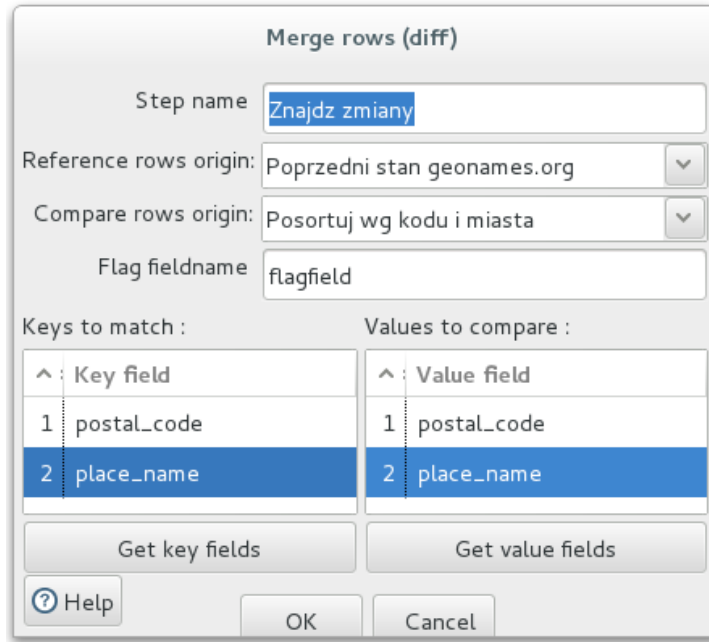 Merge rows (diff)
Step name Znajdz zmiany
Reference rows origin: Poprzedni stan geonames.org
Compare rows origin: Posortuj wg kodu i miasta
Flag fieldname flagfield
Keys to match : Values to compare :
Key field Value field
1 postal_code 1 postal_code
2 place_name 2 place_name
Get key fields Get value fields
Help
OK Cancel